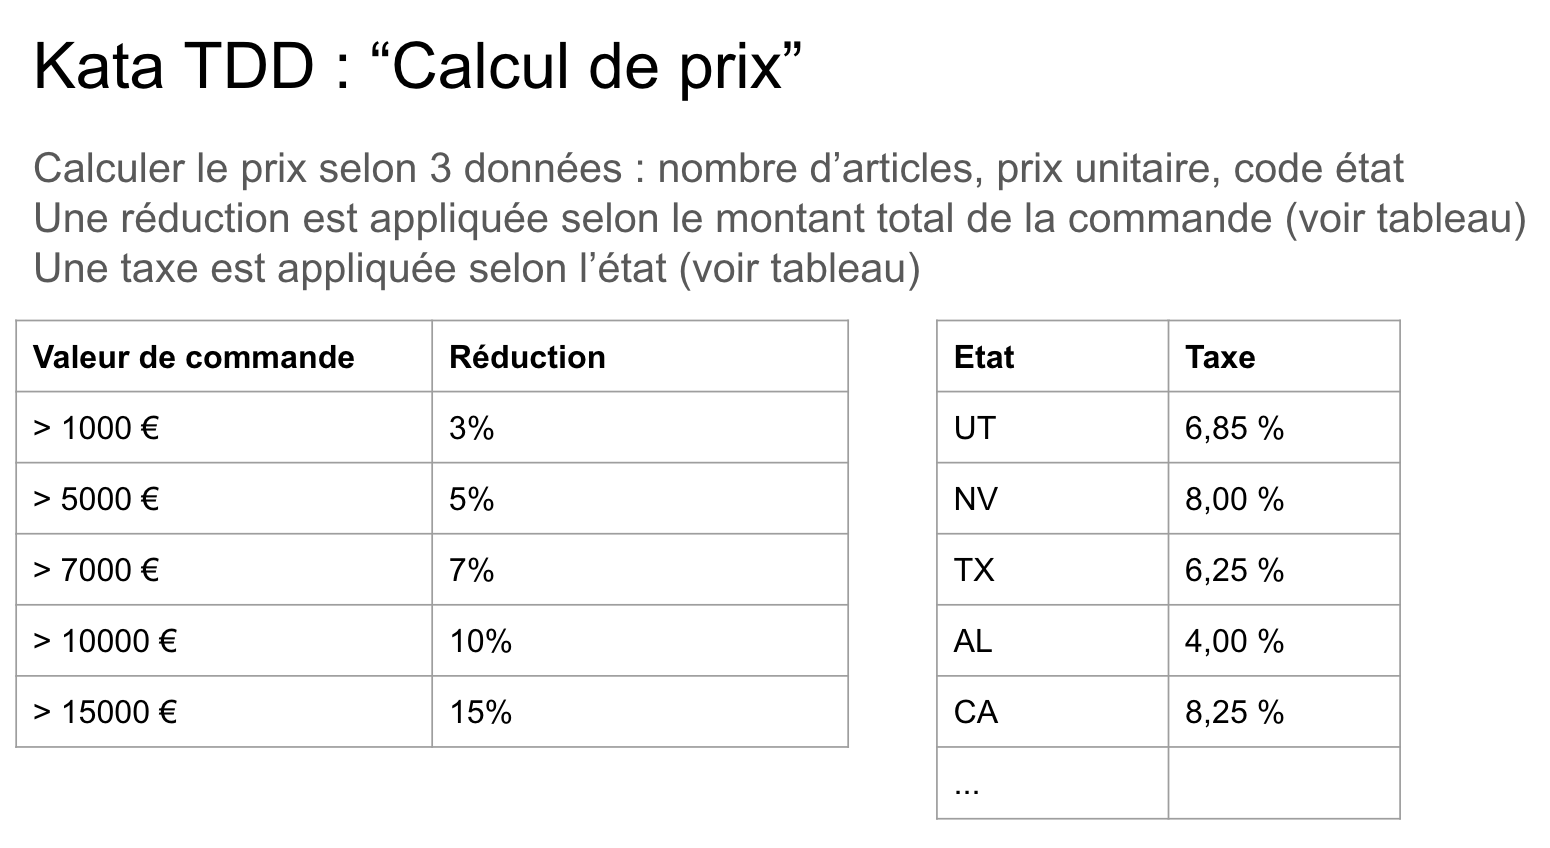 Kata TDD : “Calcul de prix”
Calculer le prix selon 3 données : nombre d’articles, prix unitaire, code état
Une réduction est appliquée selon le montant total de la commande (voir tableau)
Une taxe est appliquée selon l’état (voir tableau)
Valeur de commande Réduction
> 1000 € 3%
> 5000 € 5%
> 7000 € 7%
> 10000 € 10%
> 15000 € 15%
Etat Taxe
UT 6,85 %
NV 8,00 %
TX 6,25 %
AL 4,00 %
CA 8,25 %
...